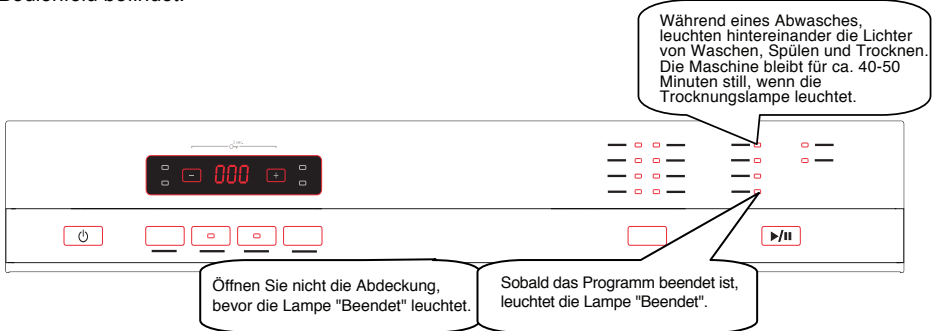 Während eines Abwasches,
leuchten hintereinander die Lichter
von Waschen, Spülen und Trocknen.
Die Maschine bleibt für ca. 40-50
Minuten still, wenn die
Trocknungslampe leuchtet.
000
Öffnen Sie nicht die Abdeckung,
bevor die Lampe "Beendet" leuchtet.
Sobald das Programm beendet ist,
leuchtet die Lampe "Beendet".